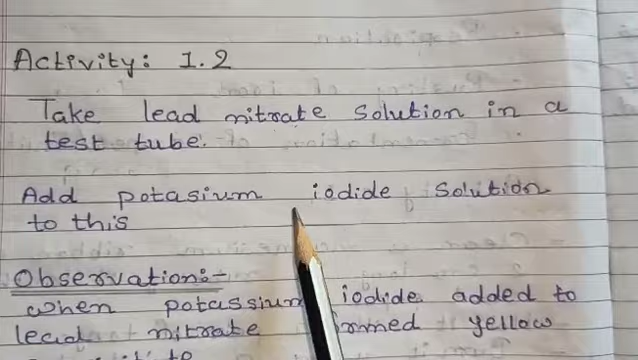 Activity: 1.2
Take lead nitrate solution in a
test tube.
Add potasium iodide solution
to this
Observation:-
when potassium iodide added to
lead nitrate yellow